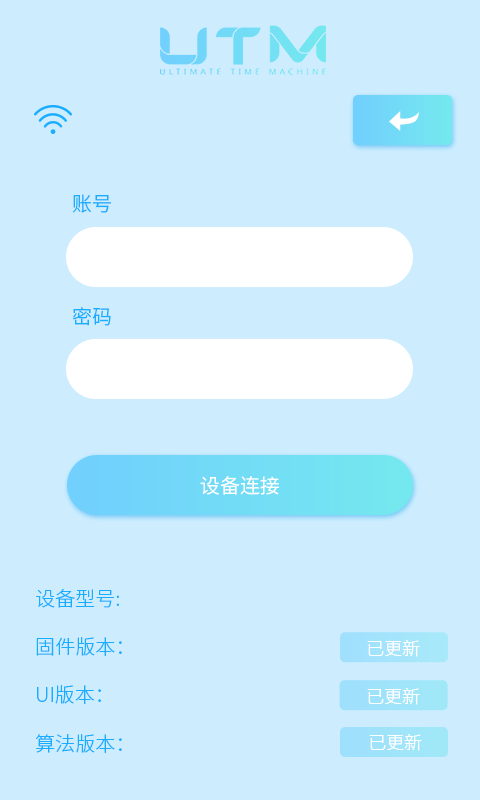 UTM
ULTIMATE TIME MACHINE
账号
密码
设备连接
设备型号:
固件版本：
已更新
UI版本：
已更新
算法版本：
已更新